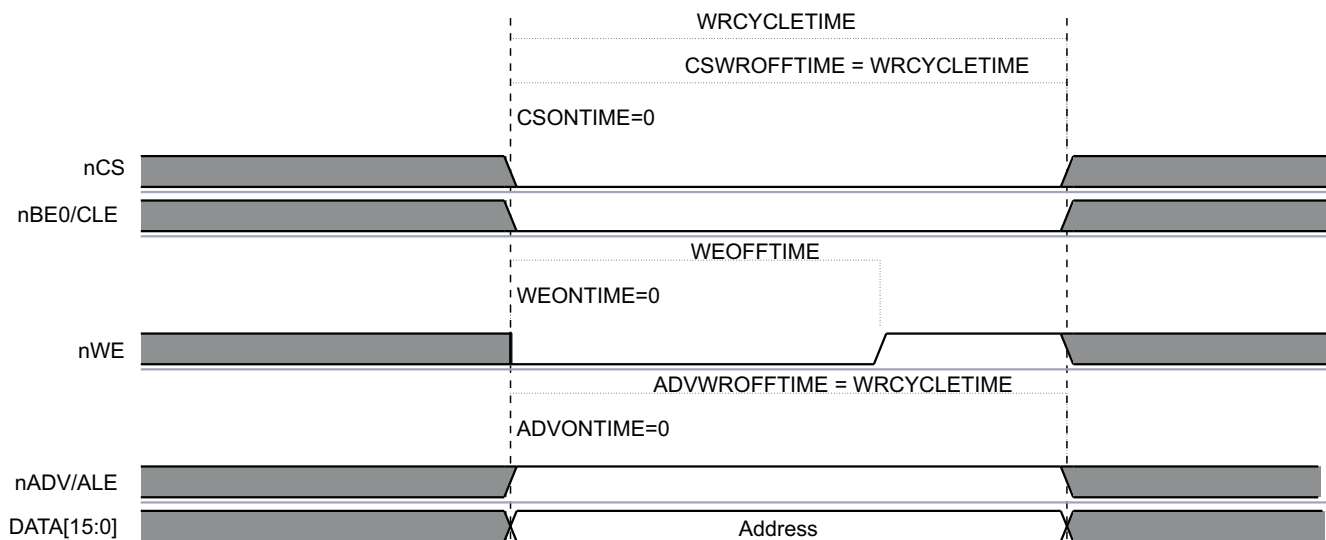 WRCYCLETIME
CSWROFFTIME = WRCYCLETIME
CSONTIME=0
nCS
nBE0/CLE
WEOFFTIME
WEONTIME=0
nWE
ADVWROFFTIME = WRCYCLETIME
ADVONTIME=0
nADV/ALE
DATA[15:0]
Address